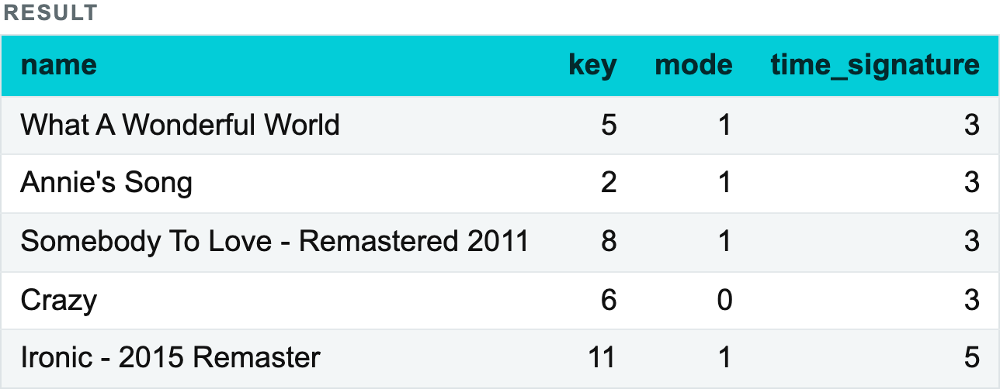 RESULT
name key mode time_signature
What A Wonderful World 5 1 3
Annie's Song 2 1 3
Somebody To Love - Remastered 2011 8 1 3
Crazy 6 0 3
Ironic - 2015 Remaster 11 1 5